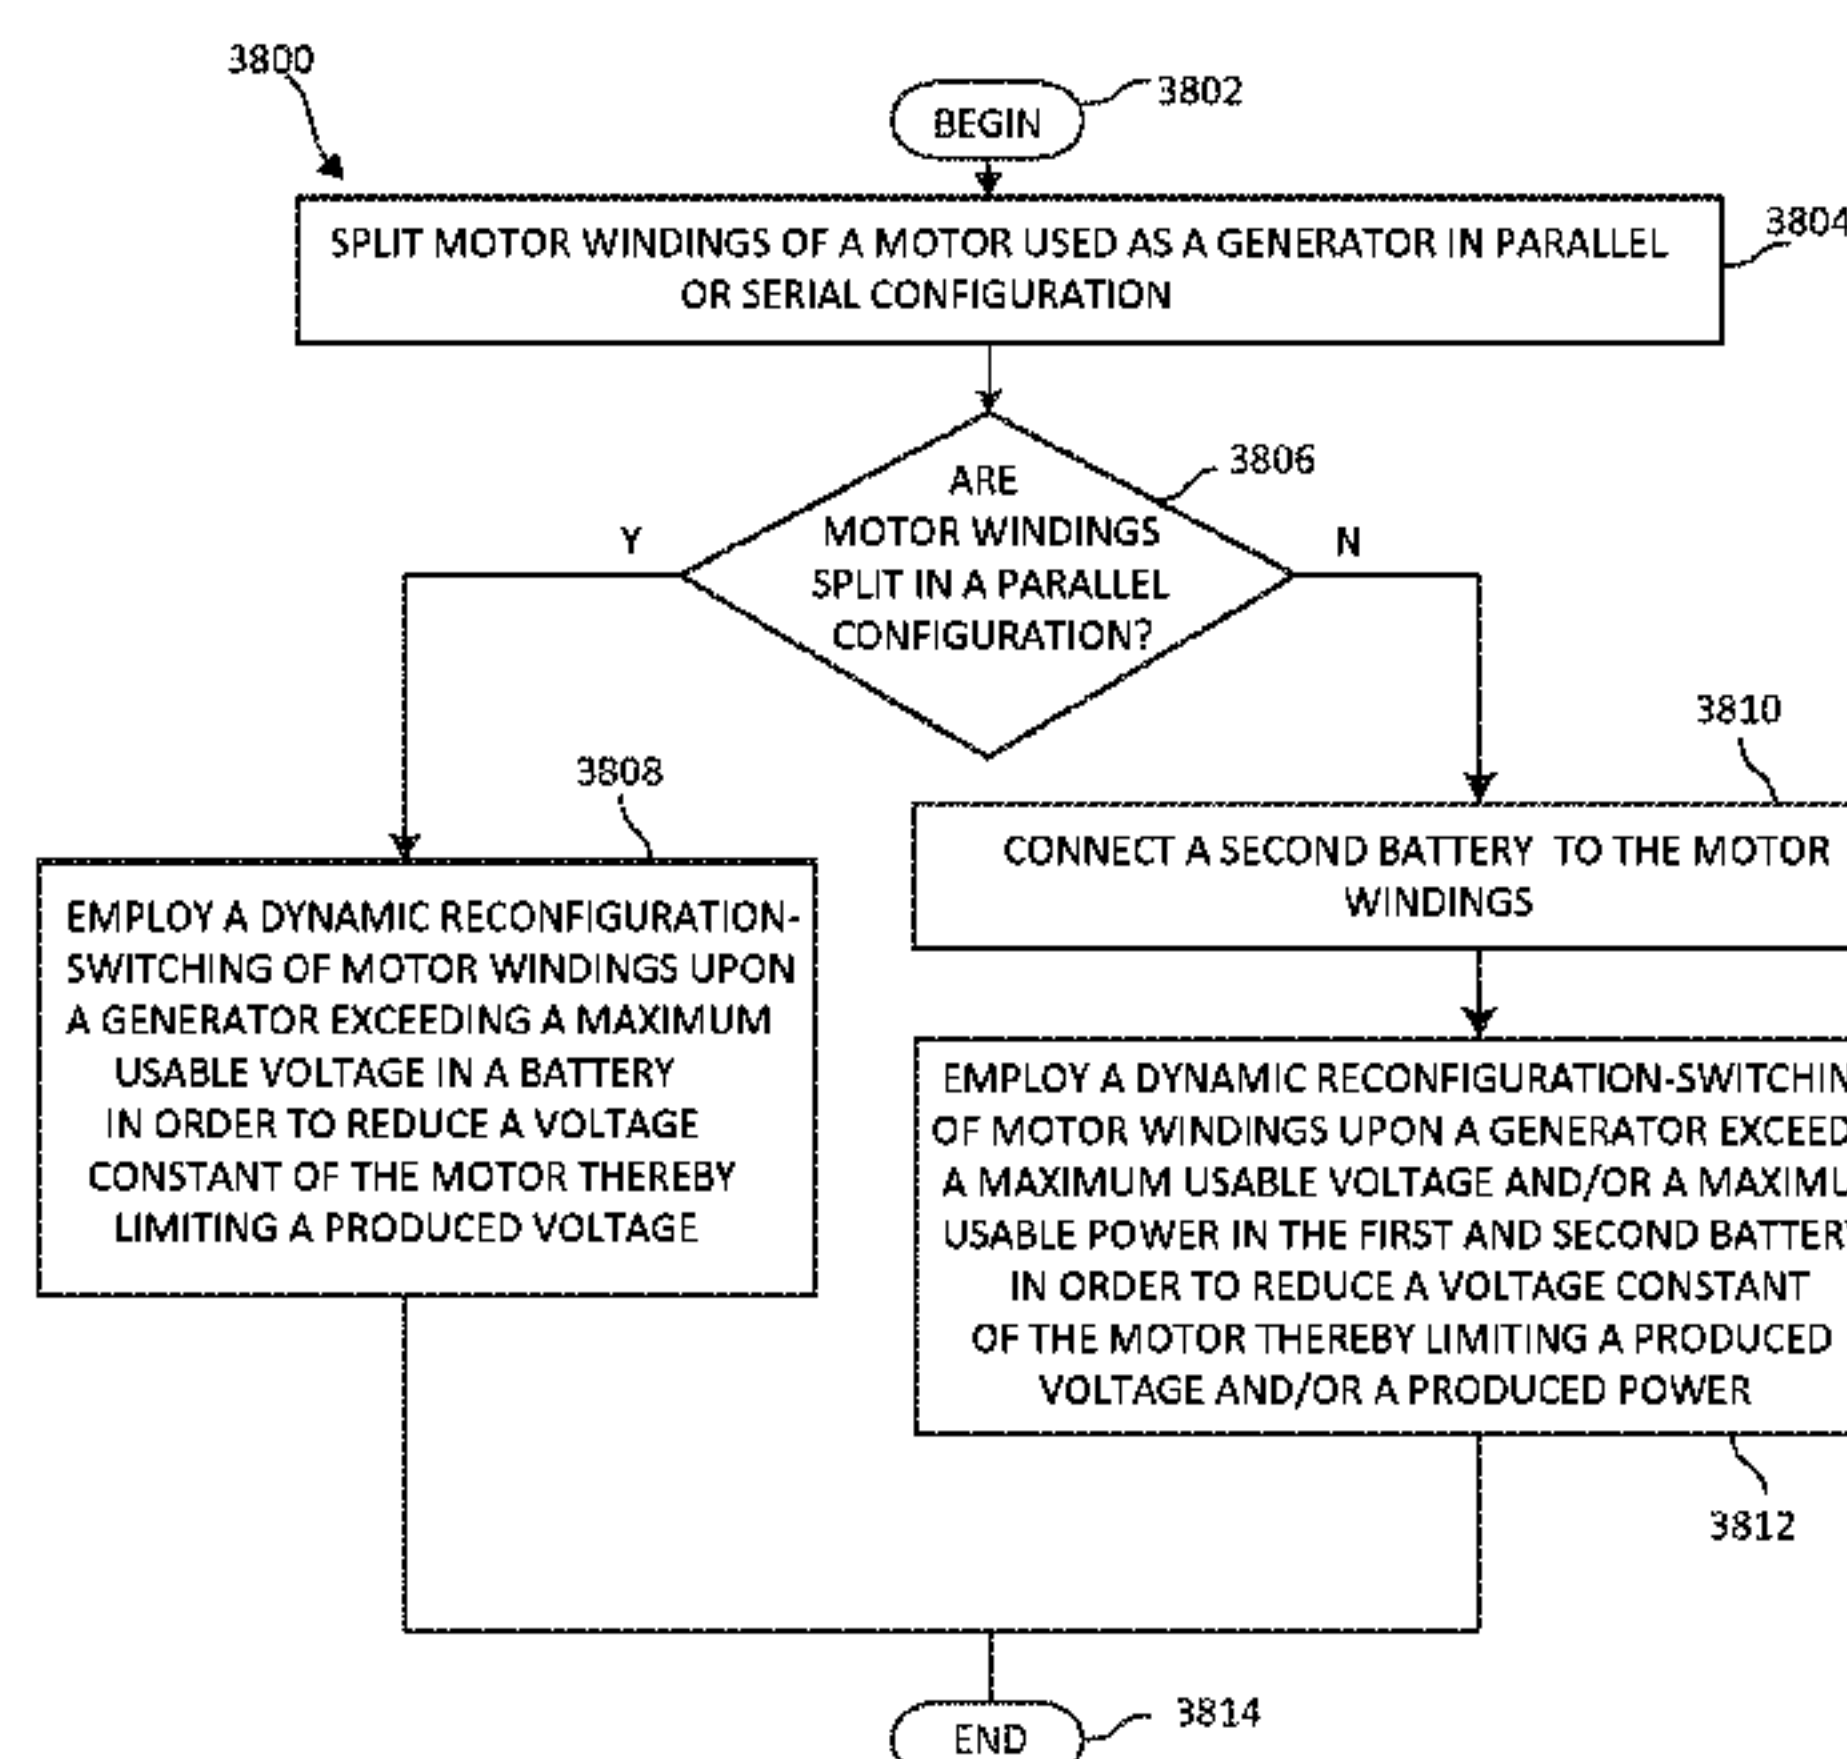 3800
3802
BEGIN
3804
SPLIT MOTOR WINDINGS OF A MOTOR USED AS A GENERATOR IN PARALLEL
OR SERIAL CONFIGURATION
3806
ARE
MOTOR WINDINGS
SPLIT IN A PARALLEL
CONFIGURATION?
Y
N
3808
EMPLOY A DYNAMIC RECONFIGURATION-
SWITCHING OF MOTOR WINDINGS UPON
A GENERATOR EXCEEDING A MAXIMUM
USABLE VOLTAGE IN A BATTERY
IN ORDER TO REDUCE A VOLTAGE
CONSTANT OF THE MOTOR THEREBY
LIMITING A PRODUCED VOLTAGE
3810
CONNECT A SECOND BATTERY TO THE MOTOR
WINDINGS
EMPLOY A DYNAMIC RECONFIGURATION-SWITCHIN
OF MOTOR WINDINGS UPON A GENERATOR EXCEED
A MAXIMUM USABLE VOLTAGE AND/OR A MAXIMU
USABLE POWER IN THE FIRST AND SECOND BATTERY
IN ORDER TO REDUCE A VOLTAGE CONSTANT
OF THE MOTOR THEREBY LIMITING A PRODUCED
VOLTAGE AND/OR A PRODUCED POWER
3812
3814
END